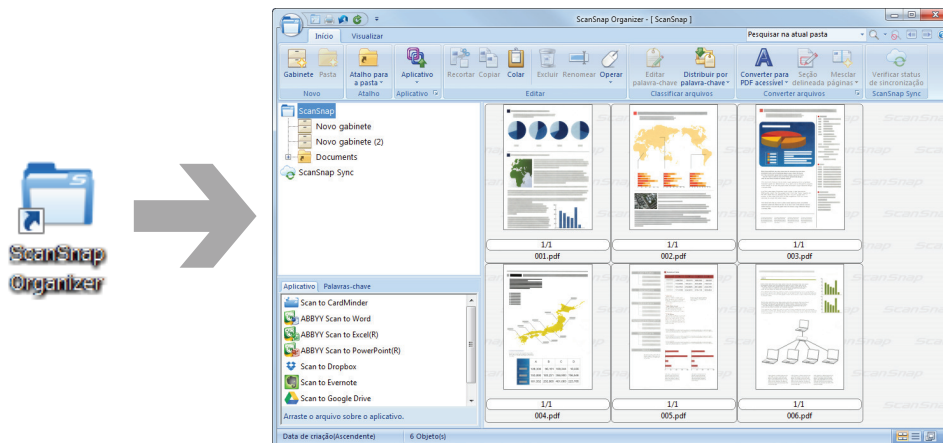 ScanSnap
Organizer
ScanSnap Organizer - [ ScanSnap ]
Início
Visualizar
Pesquisar na atual pasta
Gabinete
Pasta
Atalho para
a pasta
Aplicativo
Recortar
Copiar
Colar
Excluir
Renomear
Operar
Editar
palavra-chave
Distribuir por
palavra-chave
Converter para
PDF acessível
Seção
delineada
Mesclar
páginas
Verificar status
de sincronização
Novo
Atalho
Aplicativo
Editar
Classificar arquivos
Converter arquivos
ScanSnap Sync
ScanSnap
Novo gabinete
Novo gabinete (2)
Documents
ScanSnap Sync
Aplicativo
Palavras-chave
Scan to CardMinder
ABBYY Scan to Word
ABBYY Scan to Excel(R)
ABBYY Scan to PowerPoint(R)
Scan to Dropbox
Scan to Evernote
Scan to Google Drive
Arraste o arquivo sobre o aplicativo.
1/1
001.pdf
1/1
002.pdf
1/1
003.pdf
1/1
004.pdf
1/1
005.pdf
1/1
006.pdf
Data de criação(Ascendente)
6 Objeto(s)